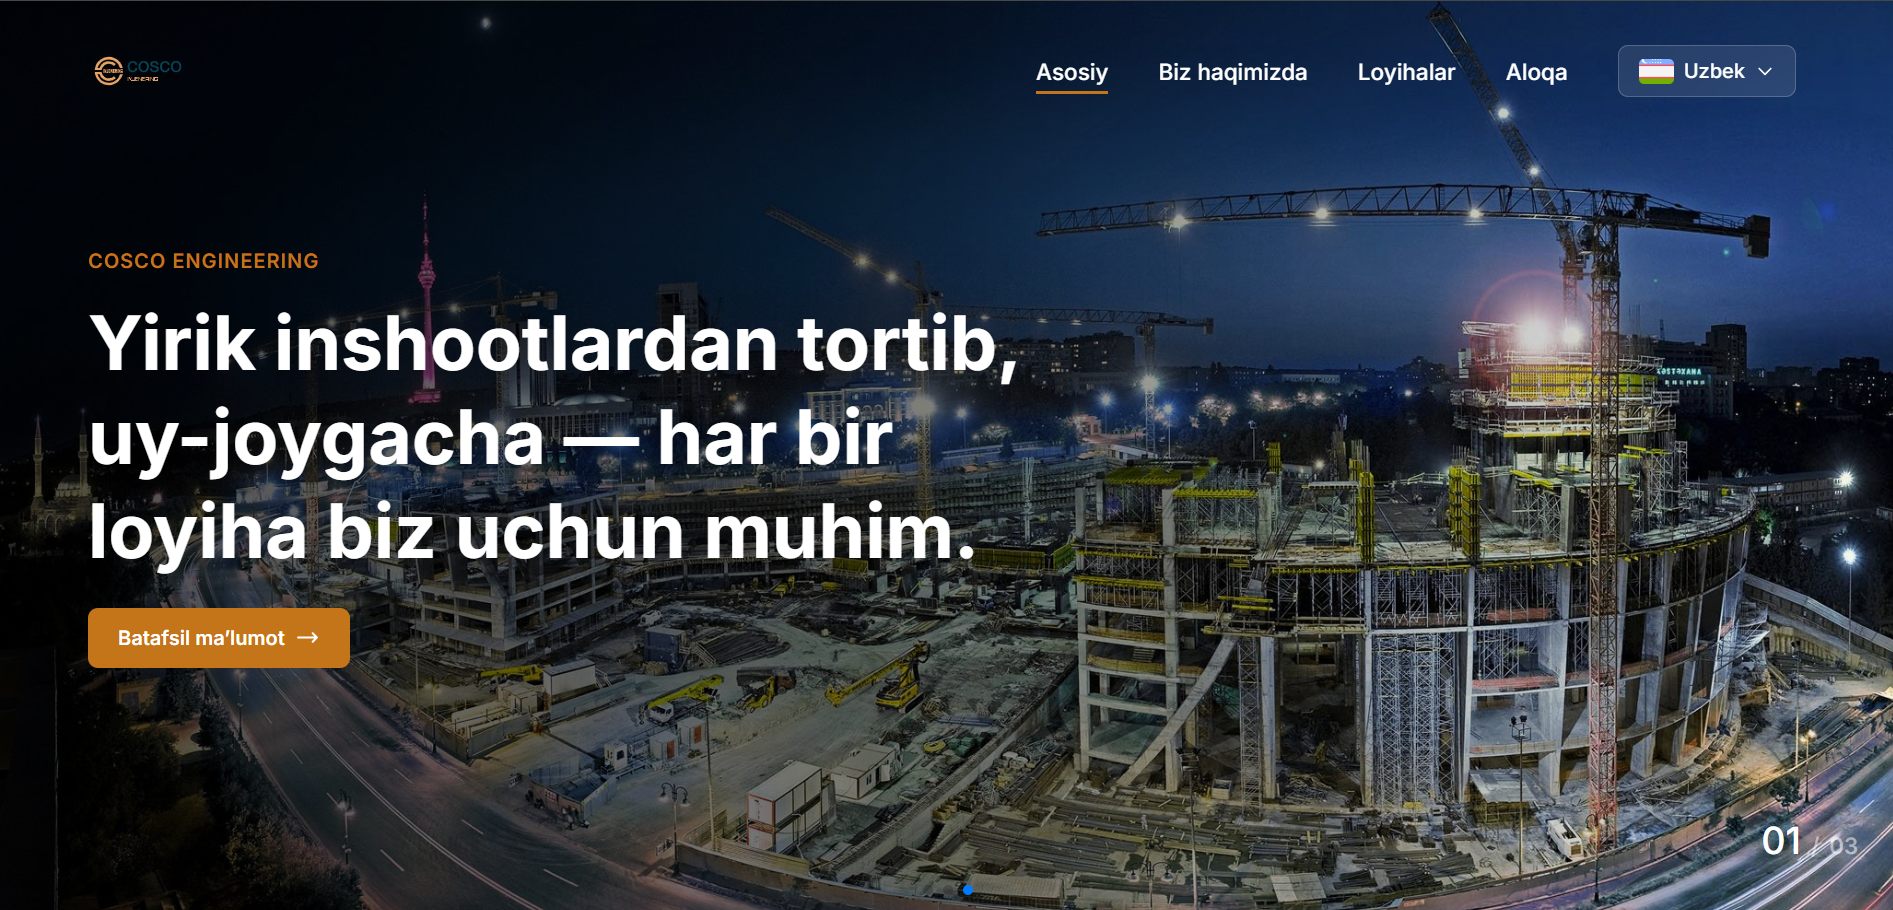 COSCO
Asosiy
Biz haqimizda
Loyihalar
Aloqa
Uzbek
COSCO ENGINEERING
Yirik inshootlardan tortib,
uy-joygacha — har bir
loyiha biz uchun muhim.
Batafsil ma’lumot →
01 / 03